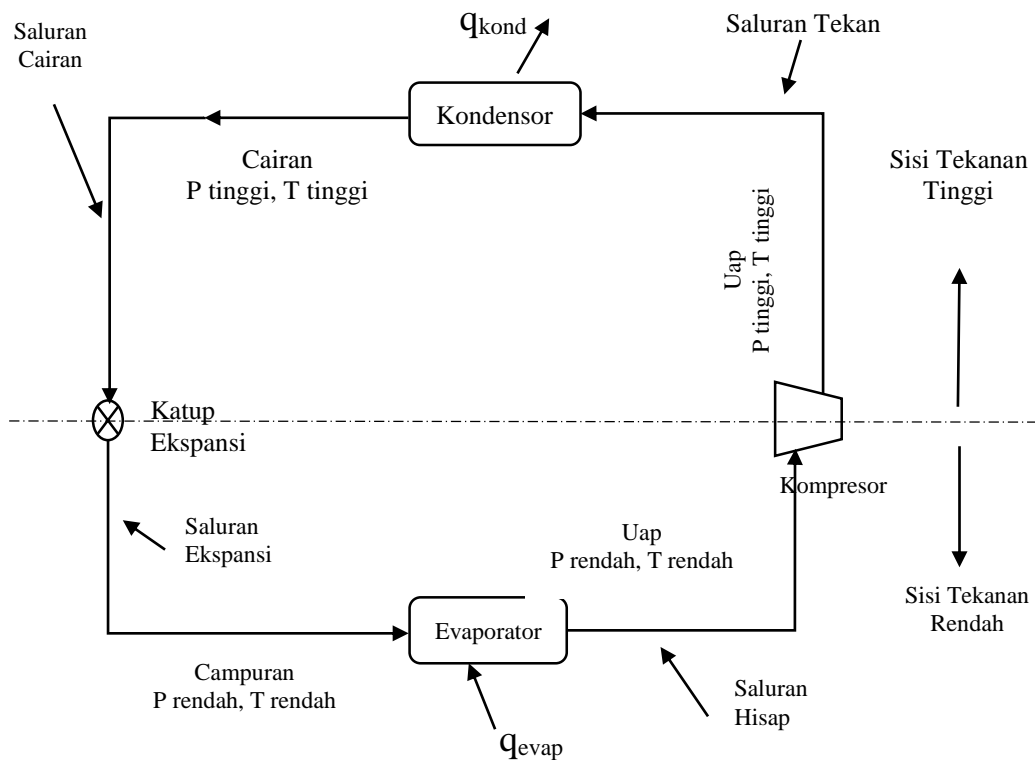 Saluran
Cairan
qkond
Saluran Tekan
Kondensor
Cairan
P tinggi, T tinggi
Uap
P tinggi, T tinggi
Sisi Tekanan
Tinggi
Katup
Ekspansi
Kompresor
Saluran
Ekspansi
Uap
P rendah, T rendah
Sisi Tekanan
Rendah
Evaporator
Campuran
P rendah, T rendah
Saluran
Hisap
qevap